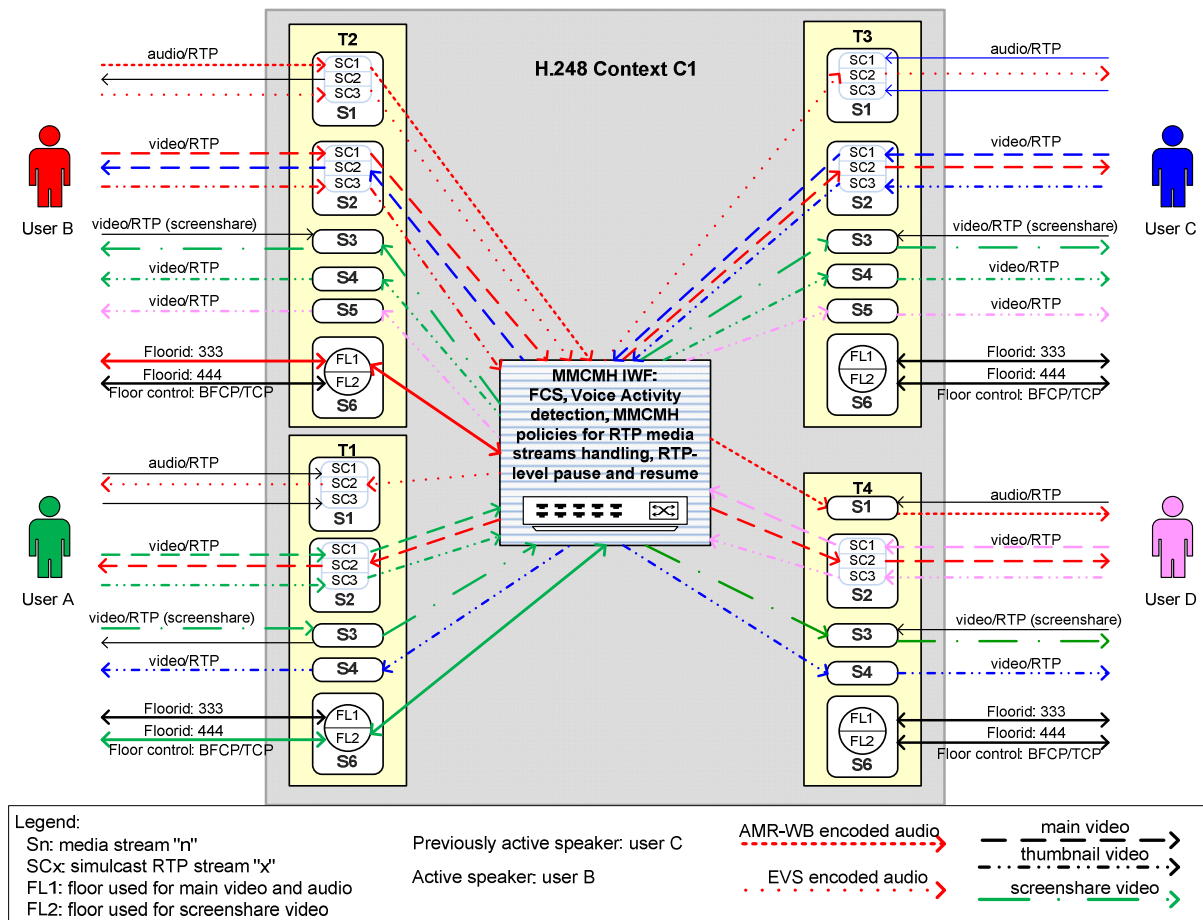 H.248 Context C1
T2
audio/RTP
SC1
SC2
SC3
S1
video/RTP
SC1
SC2
SC3
S2
User B
video/RTP (screenshare)
S3
video/RTP
S4
video/RTP
S5
Floorid: 333
Floorid: 444
Floor control: BFCP/TCP
FL1
FL2
S6
T3
audio/RTP
SC1
SC2
SC3
S1
video/RTP
SC1
SC2
SC3
S2
User C
video/RTP (screenshare)
S3
video/RTP
S4
video/RTP
S5
Floorid: 333
Floorid: 444
Floor control: BFCP/TCP
FL1
FL2
S6
MMCMH IWF:
FCS, Voice Activity
detection, MMCMH
policies for RTP media
streams handling, RTP-
level pause and resume
T1
audio/RTP
SC1
SC2
SC3
S1
video/RTP
SC1
SC2
SC3
S2
User A
video/RTP (screenshare)
S3
video/RTP
S4
Floorid: 333
Floorid: 444
Floor control: BFCP/TCP
FL1
FL2
S6
T4
audio/RTP
S1
video/RTP
SC1
SC2
SC3
S2
User D
video/RTP (screenshare)
S3
video/RTP
S4
Floorid: 333
Floorid: 444
Floor control: BFCP/TCP
FL1
FL2
S6
Legend:
Sn: media stream "n"
SCx: simulcast RTP stream "x"
FL1: floor used for main video and audio
FL2: floor used for screenshare video
Previously active speaker: user C
Active speaker: user B
AMR-WB encoded audio
EVS encoded audio
main video
thumbnail video
screenshare video